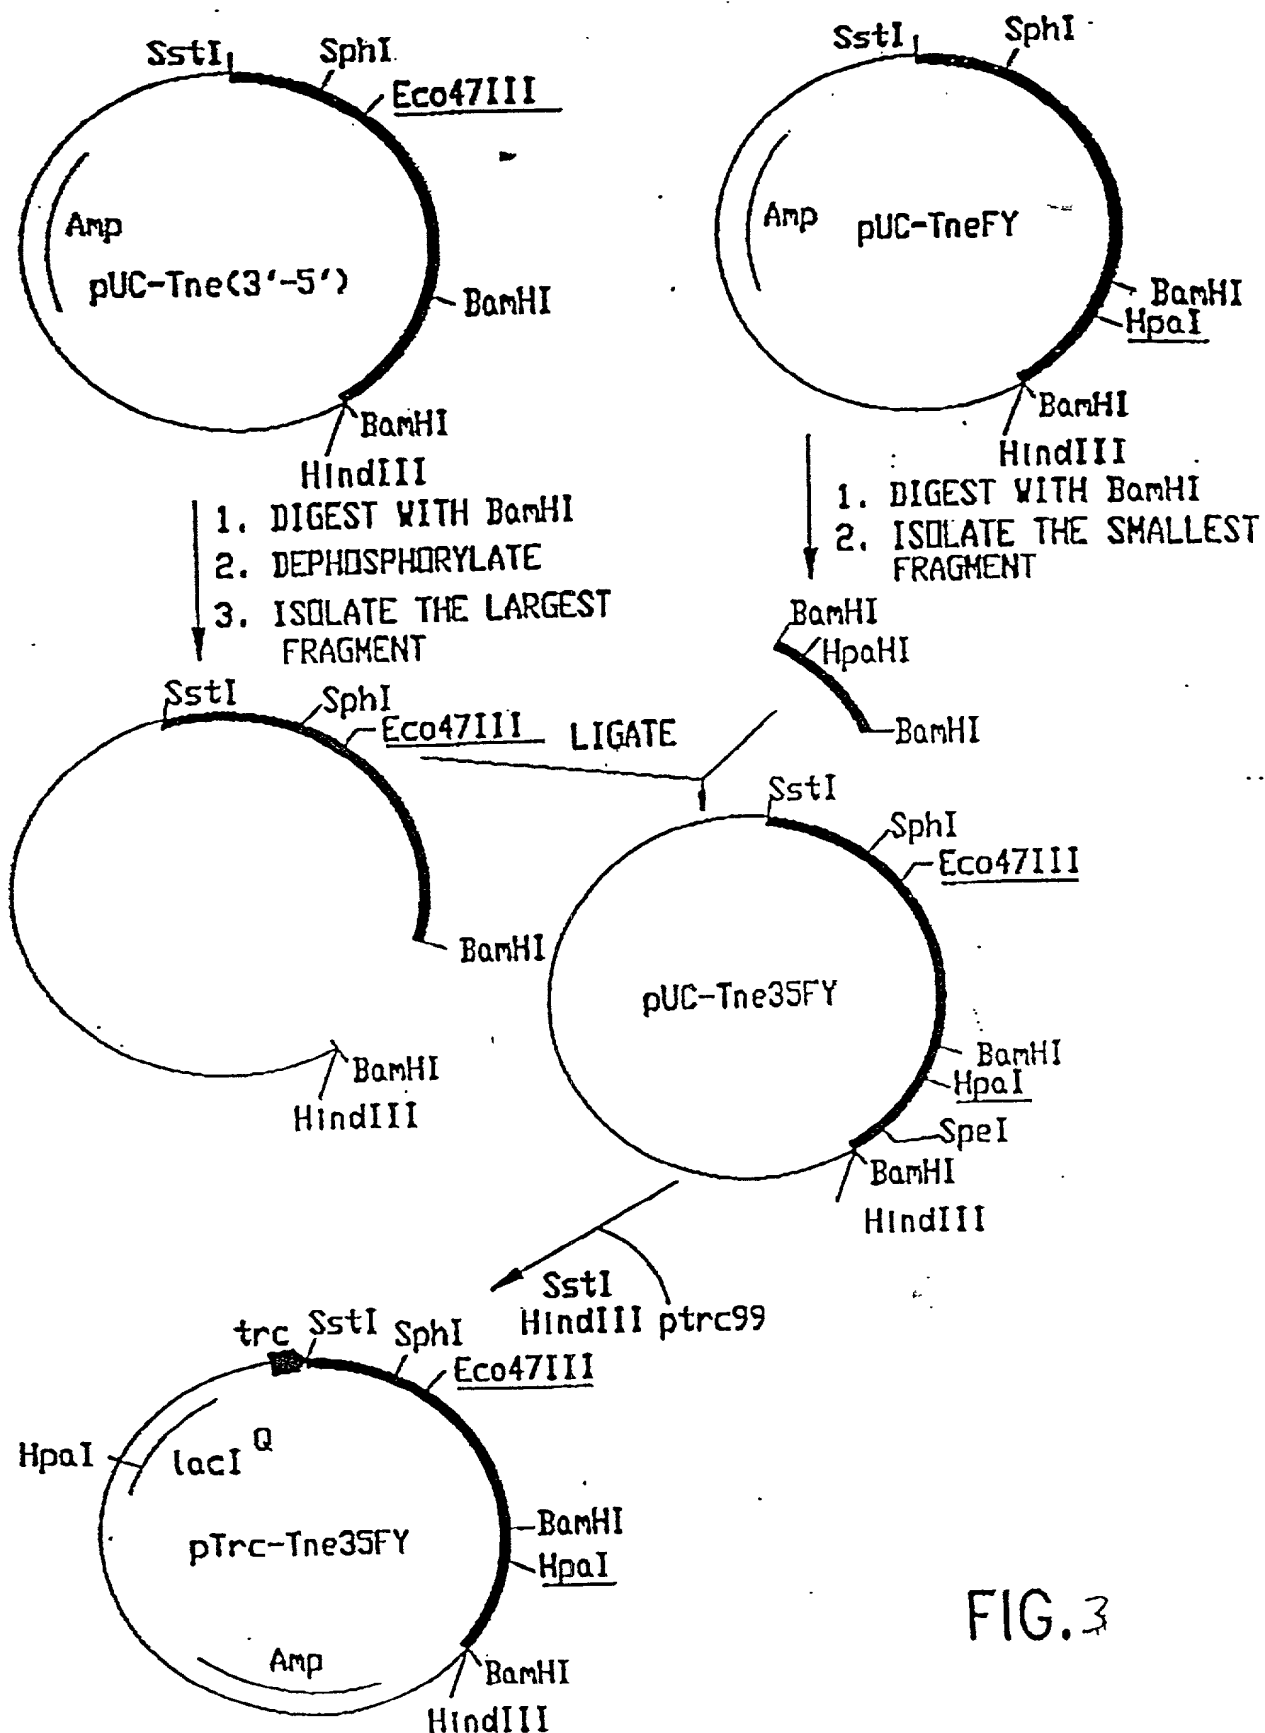 SstI
SphI
Eco47III
Amp
pUC-Tne(3'-5')
BamHI
BamHI
HindIII
1. DIGEST WITH BamHI
2. DEPHOSPHORYLATE
3. ISOLATE THE LARGEST
FRAGMENT
SstI
SphI
Amp
pUC-TneFY
BamHI
HpaI
BamHI
HindIII
1. DIGEST WITH BamHI
2. ISOLATE THE SMALLEST
FRAGMENT
BamHI
HpaHI
BamHI
SstI
SphI
Eco47III
BamHI
BamHI
HindIII
LIGATE
SstI
SphI
Eco47III
pUC-Tne35FY
BamHI
HpaI
SpeI
BamHI
HindIII
SstI
HindIII ptrc99
trc SstI SphI
Eco47III
HpaI
lacI Q
pTrc-Tne35FY
BamHI
HpaI
Amp
BamHI
HindIII
FIG. 3